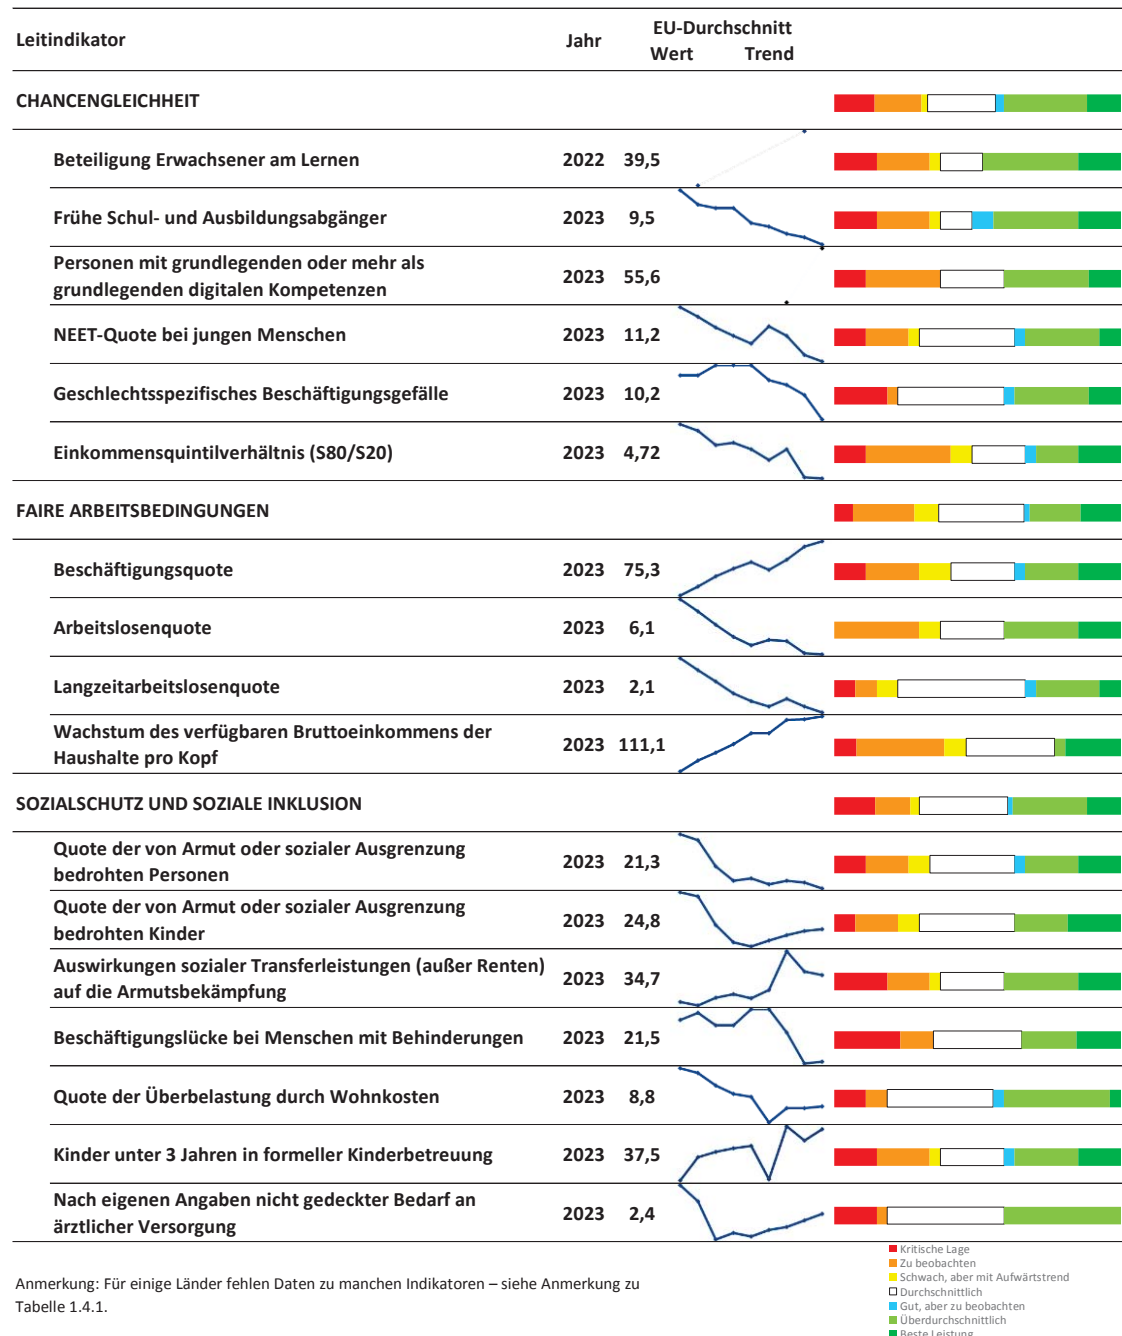 Leitindikator Jahr EU-Durchschnitt
Wert Trend
CHANCENGLEICHHEIT
Beteiligung Erwachsener am Lernen 2022 39,5
Frühe Schul- und Ausbildungsabgänger 2023 9,5
Personen mit grundlegenden oder mehr als
grundlegenden digitalen Kompetenzen 2023 55,6
NEET-Quote bei jungen Menschen 2023 11,2
Geschlechtsspezifisches Beschäftigungsgefälle 2023 10,2
Einkommensquintilverhältnis (S80/S20) 2023 4,72
FAIRE ARBEITSBEDINGUNGEN
Beschäftigungsquote 2023 75,3
Arbeitslosenquote 2023 6,1
Langzeitarbeitslosenquote 2023 2,1
Wachstum des verfügbaren Bruttoeinkommens der
Haushalte pro Kopf 2023 111,1
SOZIALSCHUTZ UND SOZIALE INKLUSION
Quote der von Armut oder sozialer Ausgrenzung
bedrohten Personen 2023 21,3
Quote der von Armut oder sozialer Ausgrenzung
bedrohten Kinder 2023 24,8
Auswirkungen sozialer Transferleistungen (außer Renten)
auf die Armutsbekämpfung 2023 34,7
Beschäftigungslücke bei Menschen mit Behinderungen 2023 21,5
Quote der Überbelastung durch Wohnkosten 2023 8,8
Kinder unter 3 Jahren in formeller Kinderbetreuung 2023 37,5
Nach eigenen Angaben nicht gedeckter Bedarf an
ärztlicher Versorgung 2023 2,4
Anmerkung: Für einige Länder fehlen Daten zu manchen Indikatoren – siehe Anmerkung zu
Tabelle 1.4.1.
Kritische Lage
Zu beobachten
Schwach, aber mit Aufwärtstrend
Durchschnittlich
Gut, aber zu beobachten
Überdurchschnittlich
Beste Leistung